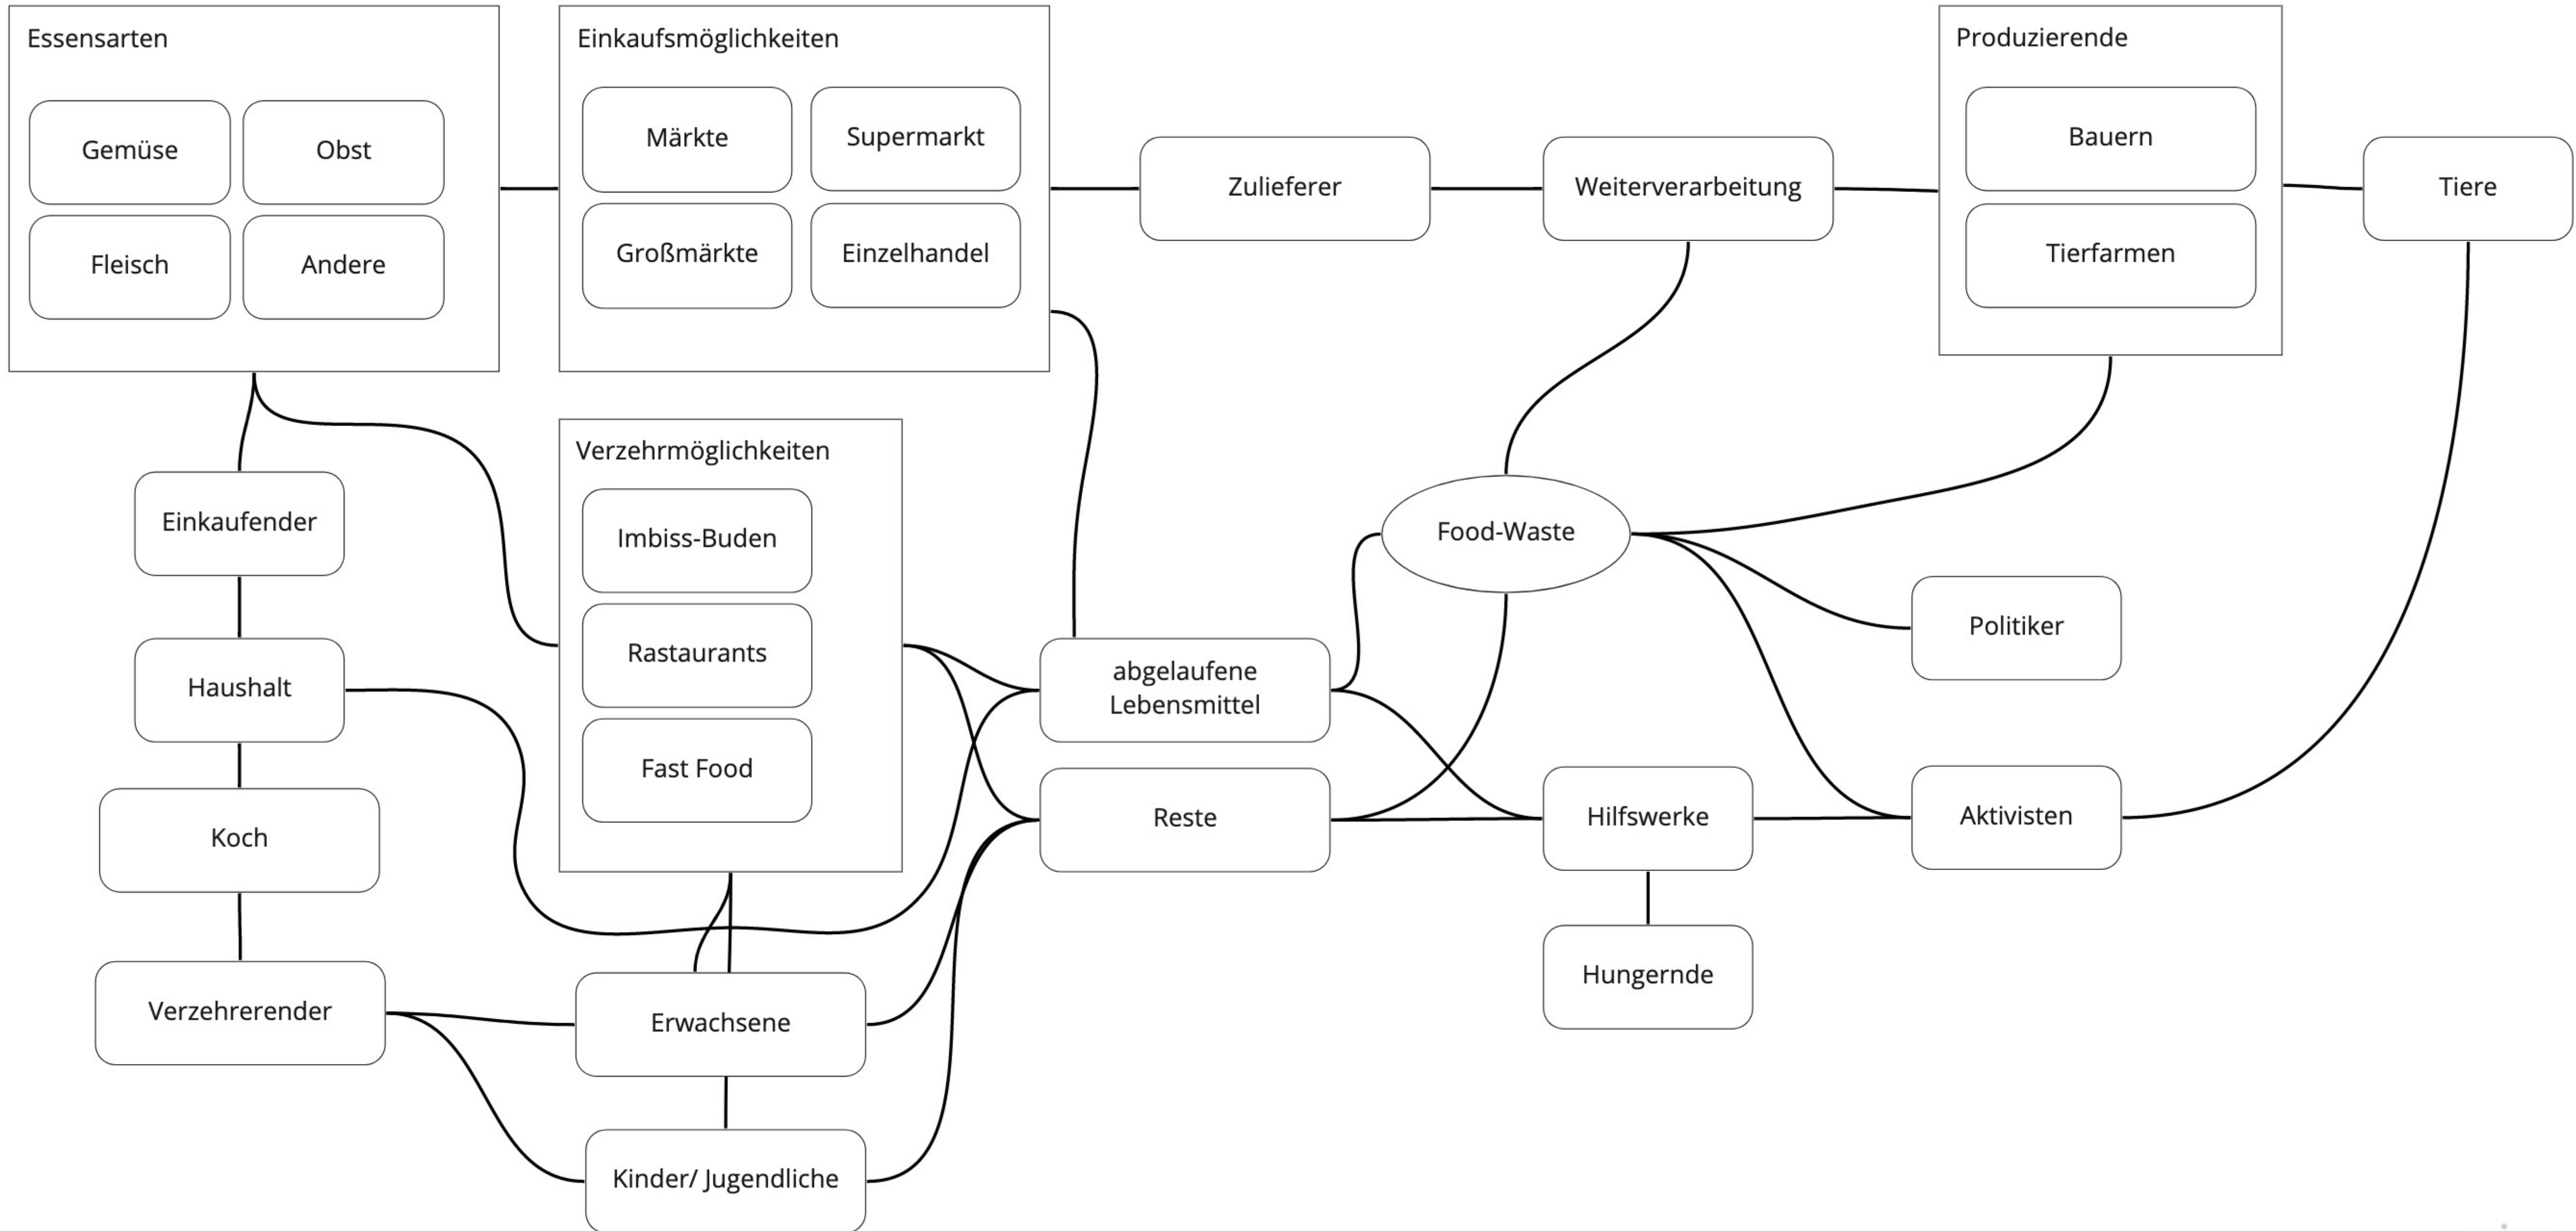 Essensarten
Gemüse
Obst
Fleisch
Andere
Einkaufsmöglichkeiten
Märkte
Supermarkt
Großmärkte
Einzelhandel
Zulieferer
Weiterverarbeitung
Produzierende
Bauern
Tierfarmen
Tiere
Einkaufender
Haushalt
Koch
Verzehrerender
Verzehrmöglichkeiten
Imbiss-Buden
Rastaurants
Fast Food
Erwachsene
Kinder/ Jugendliche
abgelaufene
Lebensmittel
Reste
Food-Waste
Politiker
Hilfswerke
Aktivisten
Hungernde